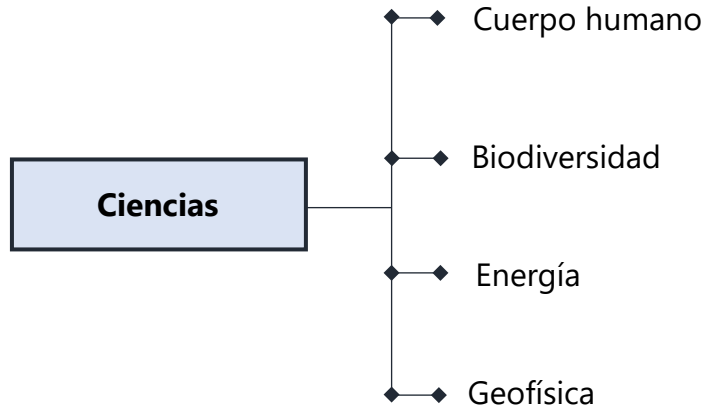 Cuerpo humano
Biodiversidad
Ciencias
Energía
Geofísica